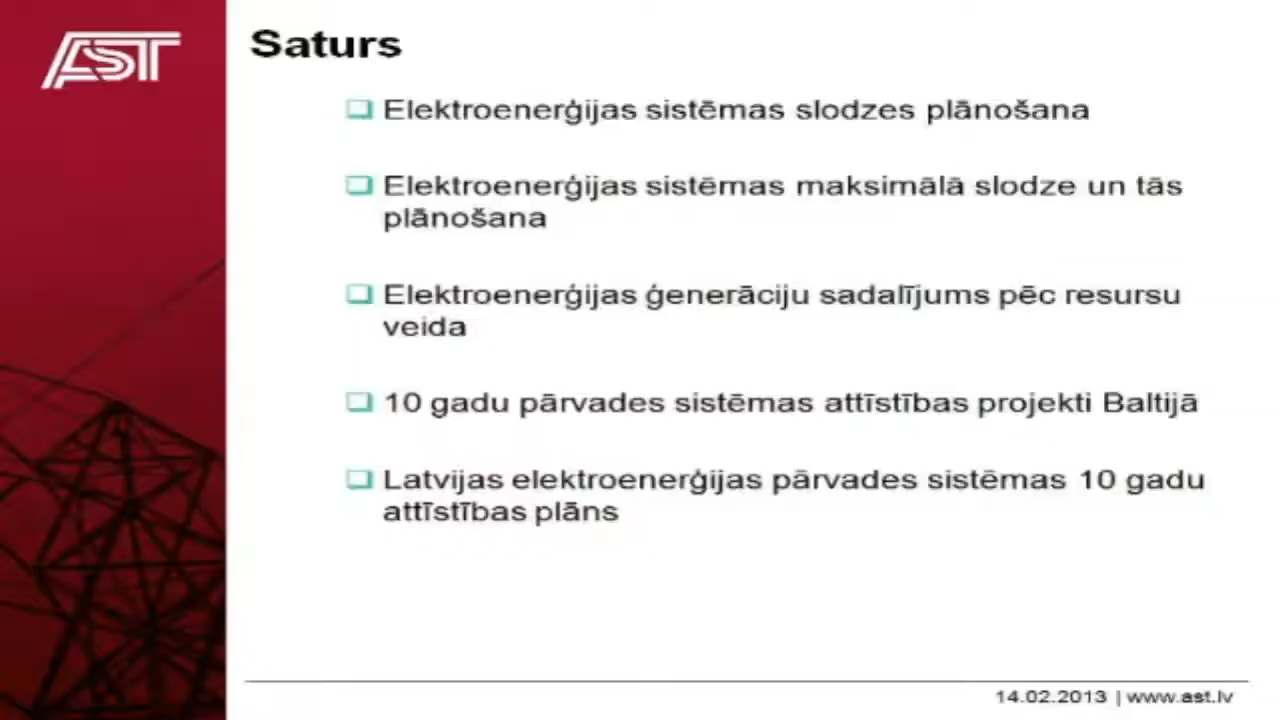 AST
Saturs
Elektroenerģijas sistēmas slodzes plānošana
Elektroenerģijas sistēmas maksimālā slodze un tās
plānošana
Elektroenerģijas ģenerāciju sadalījums pēc resursu
veida
10 gadu pārvades sistēmas attīstības projekti Baltijā
Latvijas elektroenerģijas pārvades sistēmas 10 gadu
attīstības plāns
14.02.2013 | www.ast.lv